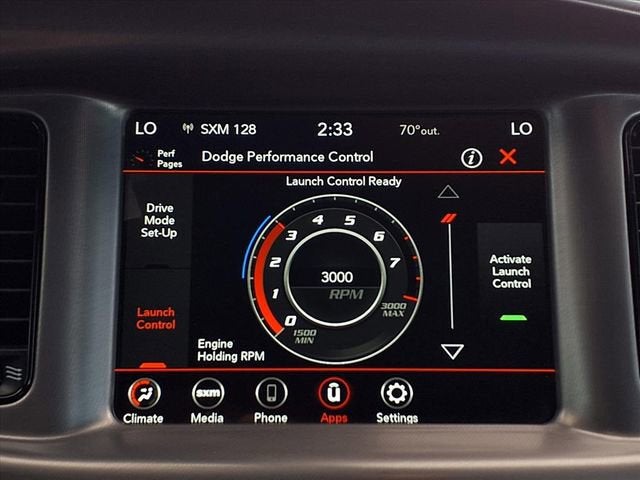 LO SXM 128 2:33 70°out. LO
Perf
Pages
Dodge Performance Control
i
X
Launch Control Ready
Drive
Mode
Set-Up
Launch
Control
0
1
2
3
4
5
6
7
3000
RPM
1500
MIN
3000
MAX
Engine
Holding RPM
Activate
Launch
Control
sxm
Climate Media Phone Apps Settings